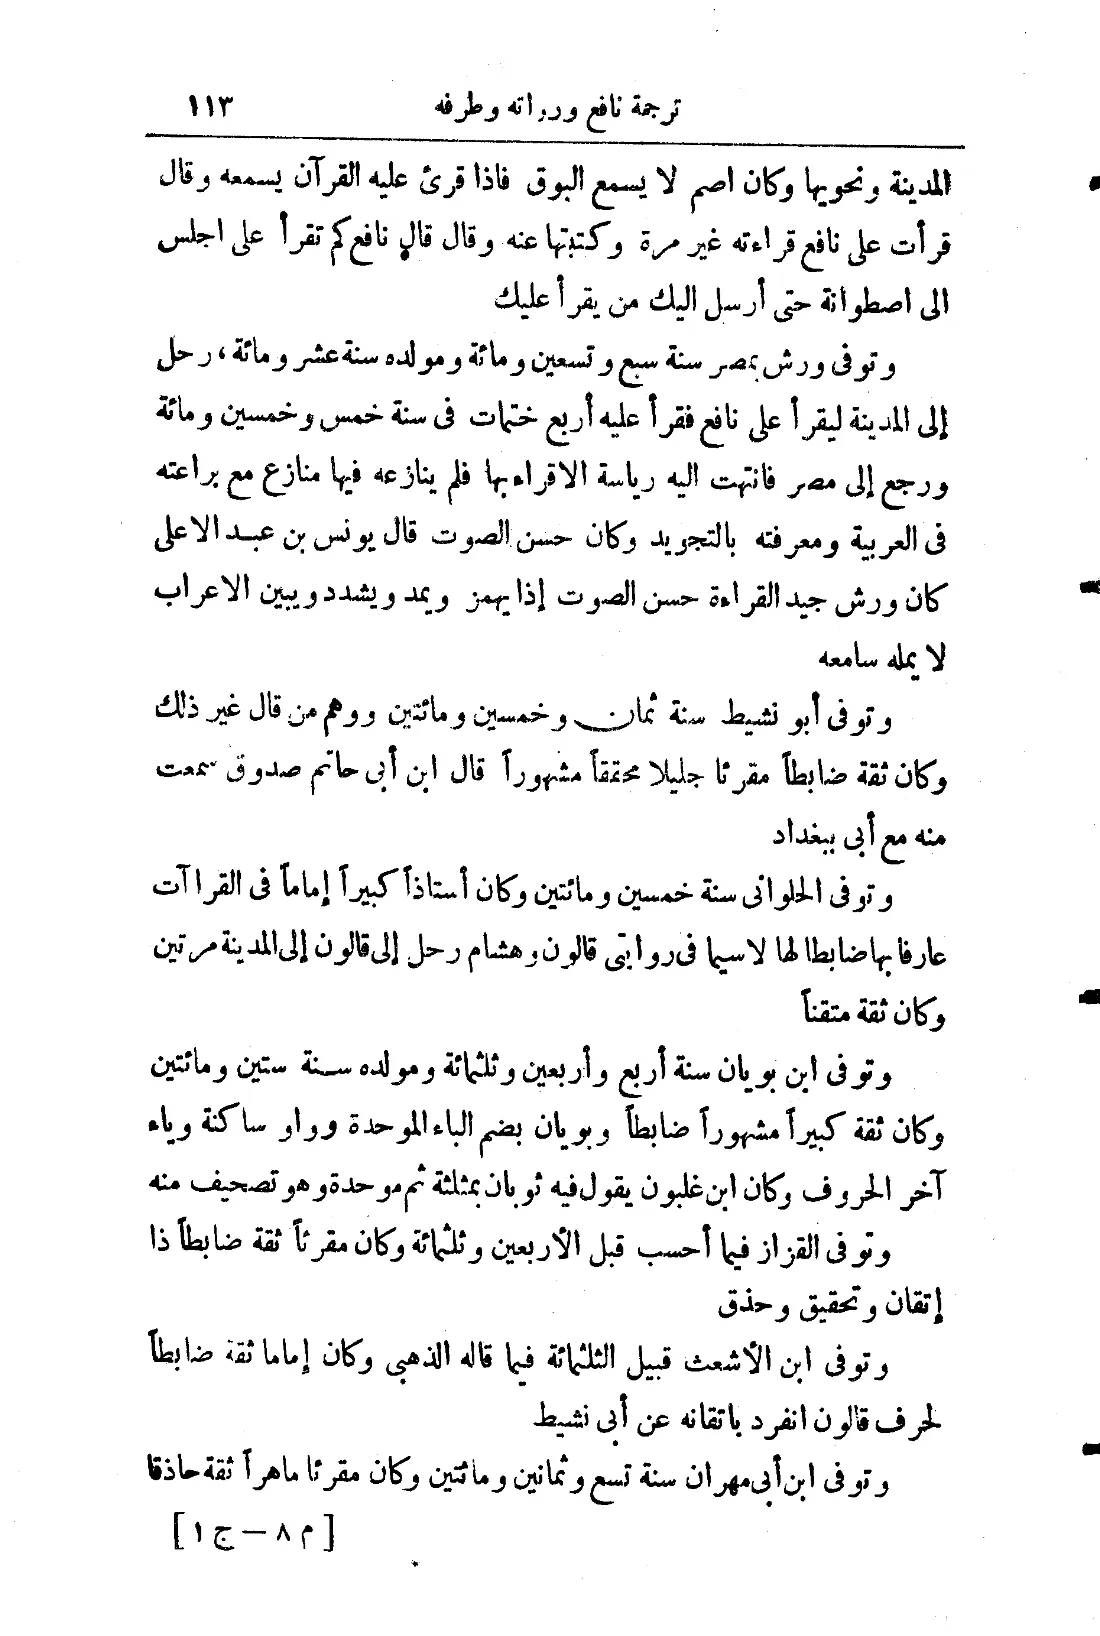 ترجمة نافع ورراته وطرفه ١١٣
المدينة ونحويها وكان اصم لا يسمع البوق فاذا قرئ عليه القرآن يسمعه وقال
قرأت على نافع قراءته غير مرة وكتبتها عنه وقال قال نافع كم تقرأ على اجلس
الى اصطوانة حتى أرسل اليك من يقرأ عليك
وتوفى ورش بمصر سنة سبع وتسعين ومائة ومولده سنة عشر ومائة، رحل
إلى المدينة ليقرأ على نافع فقرأ عليه أربع ختمات فى سنة خمس وخمسين ومائة
ورجع إلى مصر فانتهت اليه رياسة الاقراء بها فلم ينازعه فيها منازع مع براعته
فى العربية ومعرفته بالتجويد وكان حسن الصوت قال يونس بن عبد الاعلى
كان ورش جيد القراءة حسن الصوت إذا يهمز ويمد ويشدد ويبين الاعراب
لا يمله سامعه
وتوفى أبو نشيط سنة ثمان وخمسين ومائتين ووهم من قال غير ذلك
وكان ثقة ضابطاً مقرئا جليلا محققاً مشهوراً قال ابن أبى حاتم صدوق سمعت
منه مع أبى ببغداد
وتوفى الحلوانى سنة خمسين ومائتين وكان أستاذاً كبيراً إماماً فى القراآت
عارفا بها ضابطا لها لا سيما فى روايتى قالون وهشام رحل إلى قالون إلى المدينة مرتين
وكان ثقة متقناً
وتوفى ابن بويان سنة أربع وأربعين وثلثمائة ومولده سنة ستين ومائتين
وكان ثقة كبيراً مشهوراً ضابطاً وبويان بضم الباء الموحدة وواو ساكنة وياء
آخر الحروف وكان ابن غلبون يقول فيه ثوبان بمثلثة ثم موحدة وهو تصحيف منه
وتوفى القزاز فيما أحسب قبل الأربعين وثلثمائة وكان مقرئاً ثقة ضابطاً ذا
إتقان وتحقيق وحذق
وتوفى ابن الأشعث قبيل الثلثمائة فيما قاله الذهبى وكان إماما ثقة ضابطاً
لحرف قالون انفرد باتقانه عن أبى نشيط
وتوفى ابن أبى مهران سنة تسع وثمانين ومائتين وكان مقرئا ماهراً ثقة حاذقا
[م ٨ – ج ١]